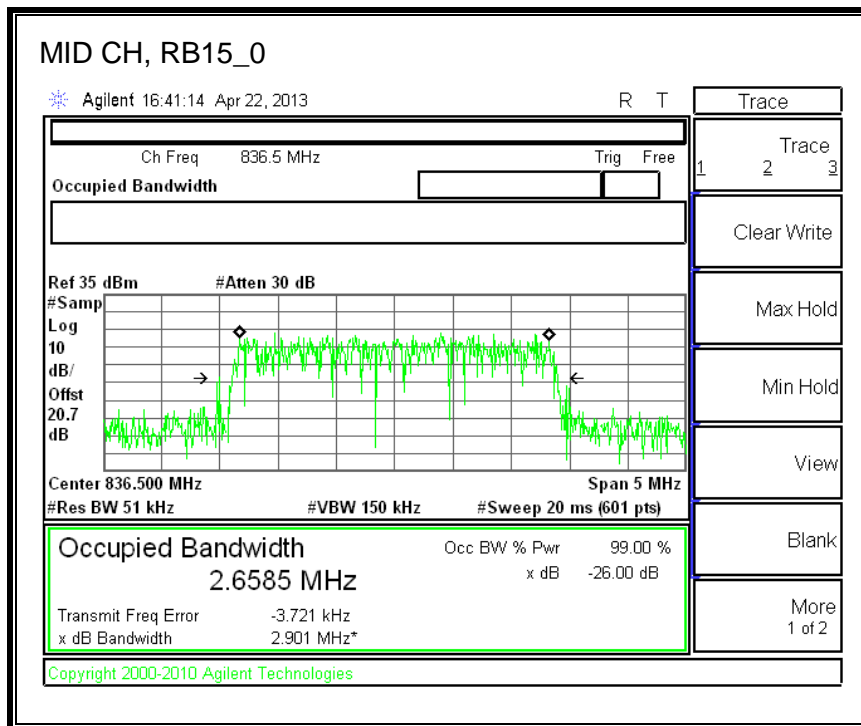 MID CH, RB15_0
Agilent 16:41:14 Apr 22, 2013 R T
Trace
Ch Freq 836.5 MHz Trig Free
Occupied Bandwidth
Trace
1 2 3
Clear Write
Max Hold
Min Hold
View
Blank
More
1 of 2
Ref 35 dBm #Atten 30 dB
#Samp
Log
10
dB/
Offst
20.7
dB
Center 836.500 MHz Span 5 MHz
#Res BW 51 kHz #VBW 150 kHz #Sweep 20 ms (601 pts)
Occupied Bandwidth Occ BW % Pwr 99.00 %
2.6585 MHz x dB -26.00 dB
Transmit Freq Error -3.721 kHz
x dB Bandwidth 2.901 MHz*
Copyright 2000-2010 Agilent Technologies